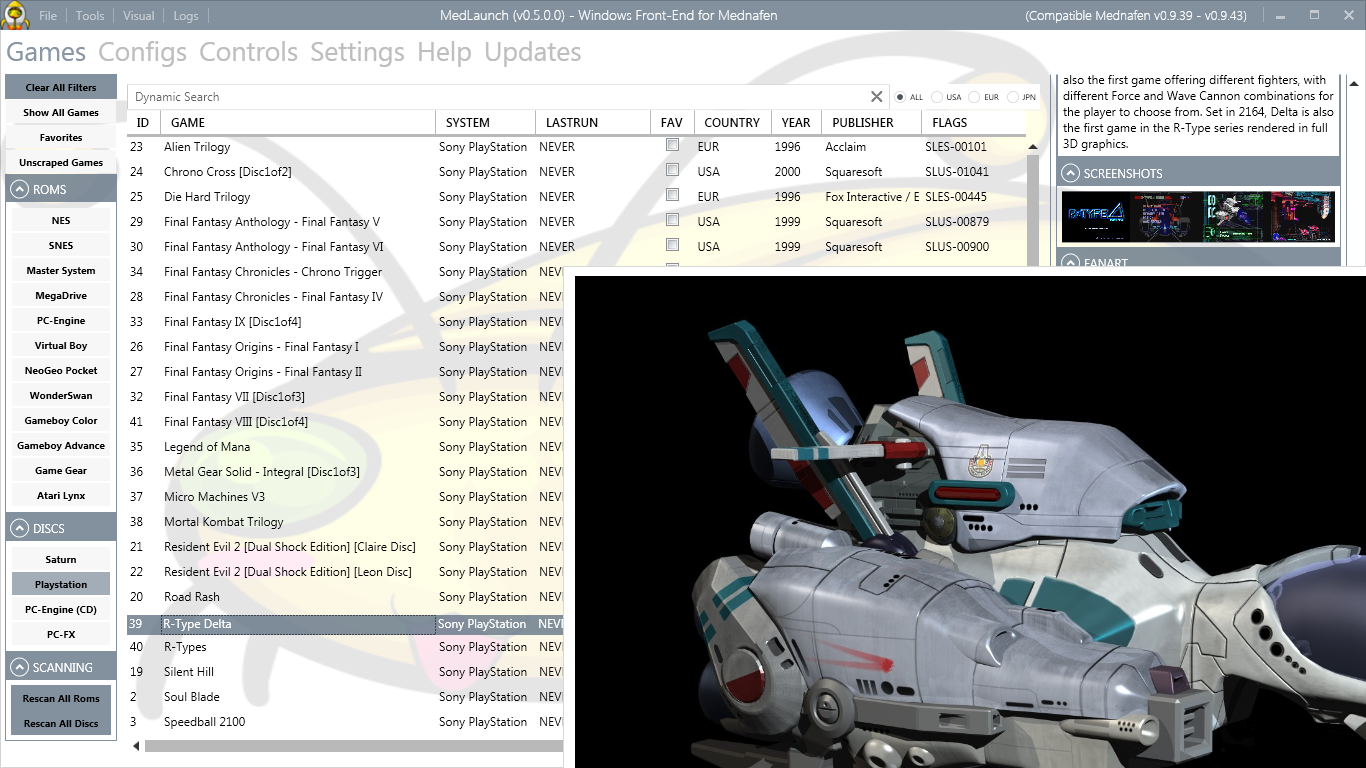 File Tools Visual Logs MedLaunch (v0.5.0.0) - Windows Front-End for Mednafen (Compatible Mednafen v0.9.39 - v0.9.43)
Games Configs Controls Settings Help Updates
Clear All Filters
Show All Games
Favorites
Unscraped Games
ROMS
NES
SNES
Master System
MegaDrive
PC-Engine
Virtual Boy
NeoGeo Pocket
WonderSwan
Gameboy Color
Gameboy Advance
Game Gear
Atari Lynx
DISCS
Saturn
Playstation
PC-Engine (CD)
PC-FX
SCANNING
Rescan All Roms
Rescan All Discs
Dynamic Search ALL USA EUR JPN
ID GAME SYSTEM LASTRUN FAV COUNTRY YEAR PUBLISHER FLAGS
23 Alien Trilogy Sony PlayStation NEVER EUR 1996 Acclaim SLES-00101
24 Chrono Cross [Disc1of2] Sony PlayStation NEVER USA 2000 Squaresoft SLUS-01041
25 Die Hard Trilogy Sony PlayStation NEVER EUR 1996 Fox Interactive / E SLES-00445
29 Final Fantasy Anthology - Final Fantasy V Sony PlayStation NEVER USA 1999 Squaresoft SLUS-00879
30 Final Fantasy Anthology - Final Fantasy VI Sony PlayStation NEVER USA 1999 Squaresoft SLUS-00900
34 Final Fantasy Chronicles - Chrono Trigger Sony PlayStation NEV
28 Final Fantasy Chronicles - Final Fantasy IV Sony PlayStation NEV
33 Final Fantasy IX [Disc1of4] Sony PlayStation NEV
26 Final Fantasy Origins - Final Fantasy I Sony PlayStation NEV
27 Final Fantasy Origins - Final Fantasy II Sony PlayStation NEV
32 Final Fantasy VII [Disc1of3] Sony PlayStation NEV
41 Final Fantasy VIII [Disc1of4] Sony PlayStation NEV
35 Legend of Mana Sony PlayStation NEV
36 Metal Gear Solid - Integral [Disc1of3] Sony PlayStation NEV
37 Micro Machines V3 Sony PlayStation NEV
38 Mortal Kombat Trilogy Sony PlayStation NEV
21 Resident Evil 2 [Dual Shock Edition] [Claire Disc] Sony PlayStation NEV
22 Resident Evil 2 [Dual Shock Edition] [Leon Disc] Sony PlayStation NEV
20 Road Rash Sony PlayStation NEV
39 R-Type Delta Sony PlayStation NEV
40 R-Types Sony PlayStation NEV
19 Silent Hill Sony PlayStation NEV
2 Soul Blade Sony PlayStation NEV
3 Speedball 2100 Sony PlayStation NEV
also the first game offering different fighters, with
different Force and Wave Cannon combinations for
the player to choose from. Set in 2164, Delta is also
the first game in the R-Type series rendered in full
3D graphics.
SCREENSHOTS
R-TYPE
FANART